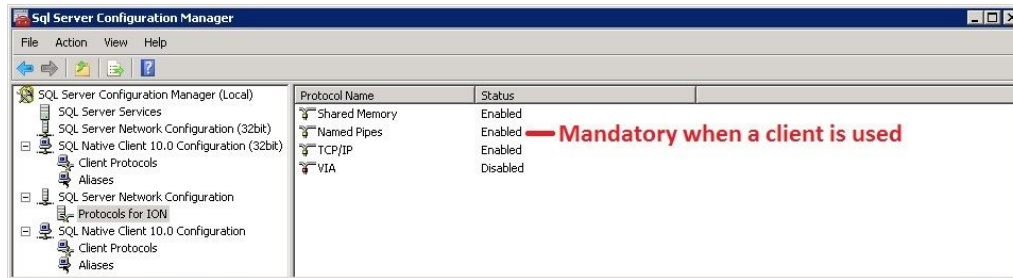 Sql Server Configuration Manager
File Action View Help
SQL Server Configuration Manager (Local)
SQL Server Services
SQL Server Network Configuration (32bit)
SQL Native Client 10.0 Configuration (32bit)
Client Protocols
Aliases
SQL Server Network Configuration
Protocols for ION
SQL Native Client 10.0 Configuration
Client Protocols
Aliases
Protocol Name Status
Shared Memory Enabled
Named Pipes Enabled Mandatory when a client is used
TCP/IP Enabled
VIA Disabled